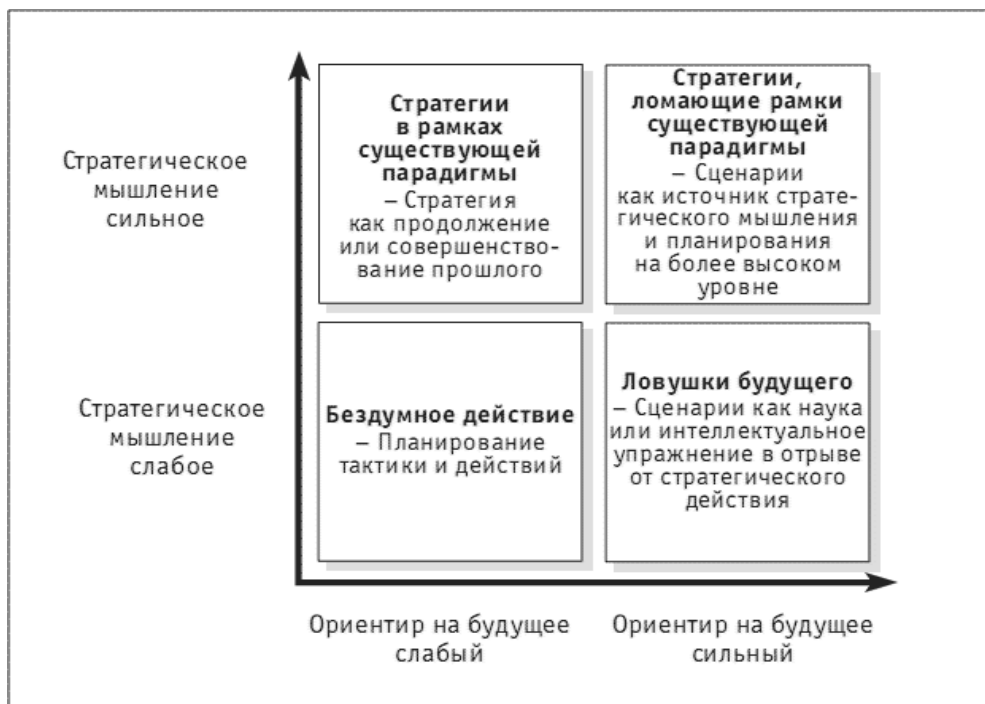 Стратегическое
мышление
сильное
Стратегии
в рамках
существующей
парадигмы
– Стратегия
как продолжение
или совершенство-
вание прошлого
Стратегии,
ломающие рамки
существующей
парадигмы
– Сценарии
как источник страте-
гического мышления
и планирования
на более высоком
уровне
Стратегическое
мышление
слабое
Бездумное действие
– Планирование
тактики и действий
Ловушки будущего
– Сценарии как наука
или интеллектуальное
упражнение в отрыве
от стратегического
действия
Ориентир на будущее
слабый
Ориентир на будущее
сильный